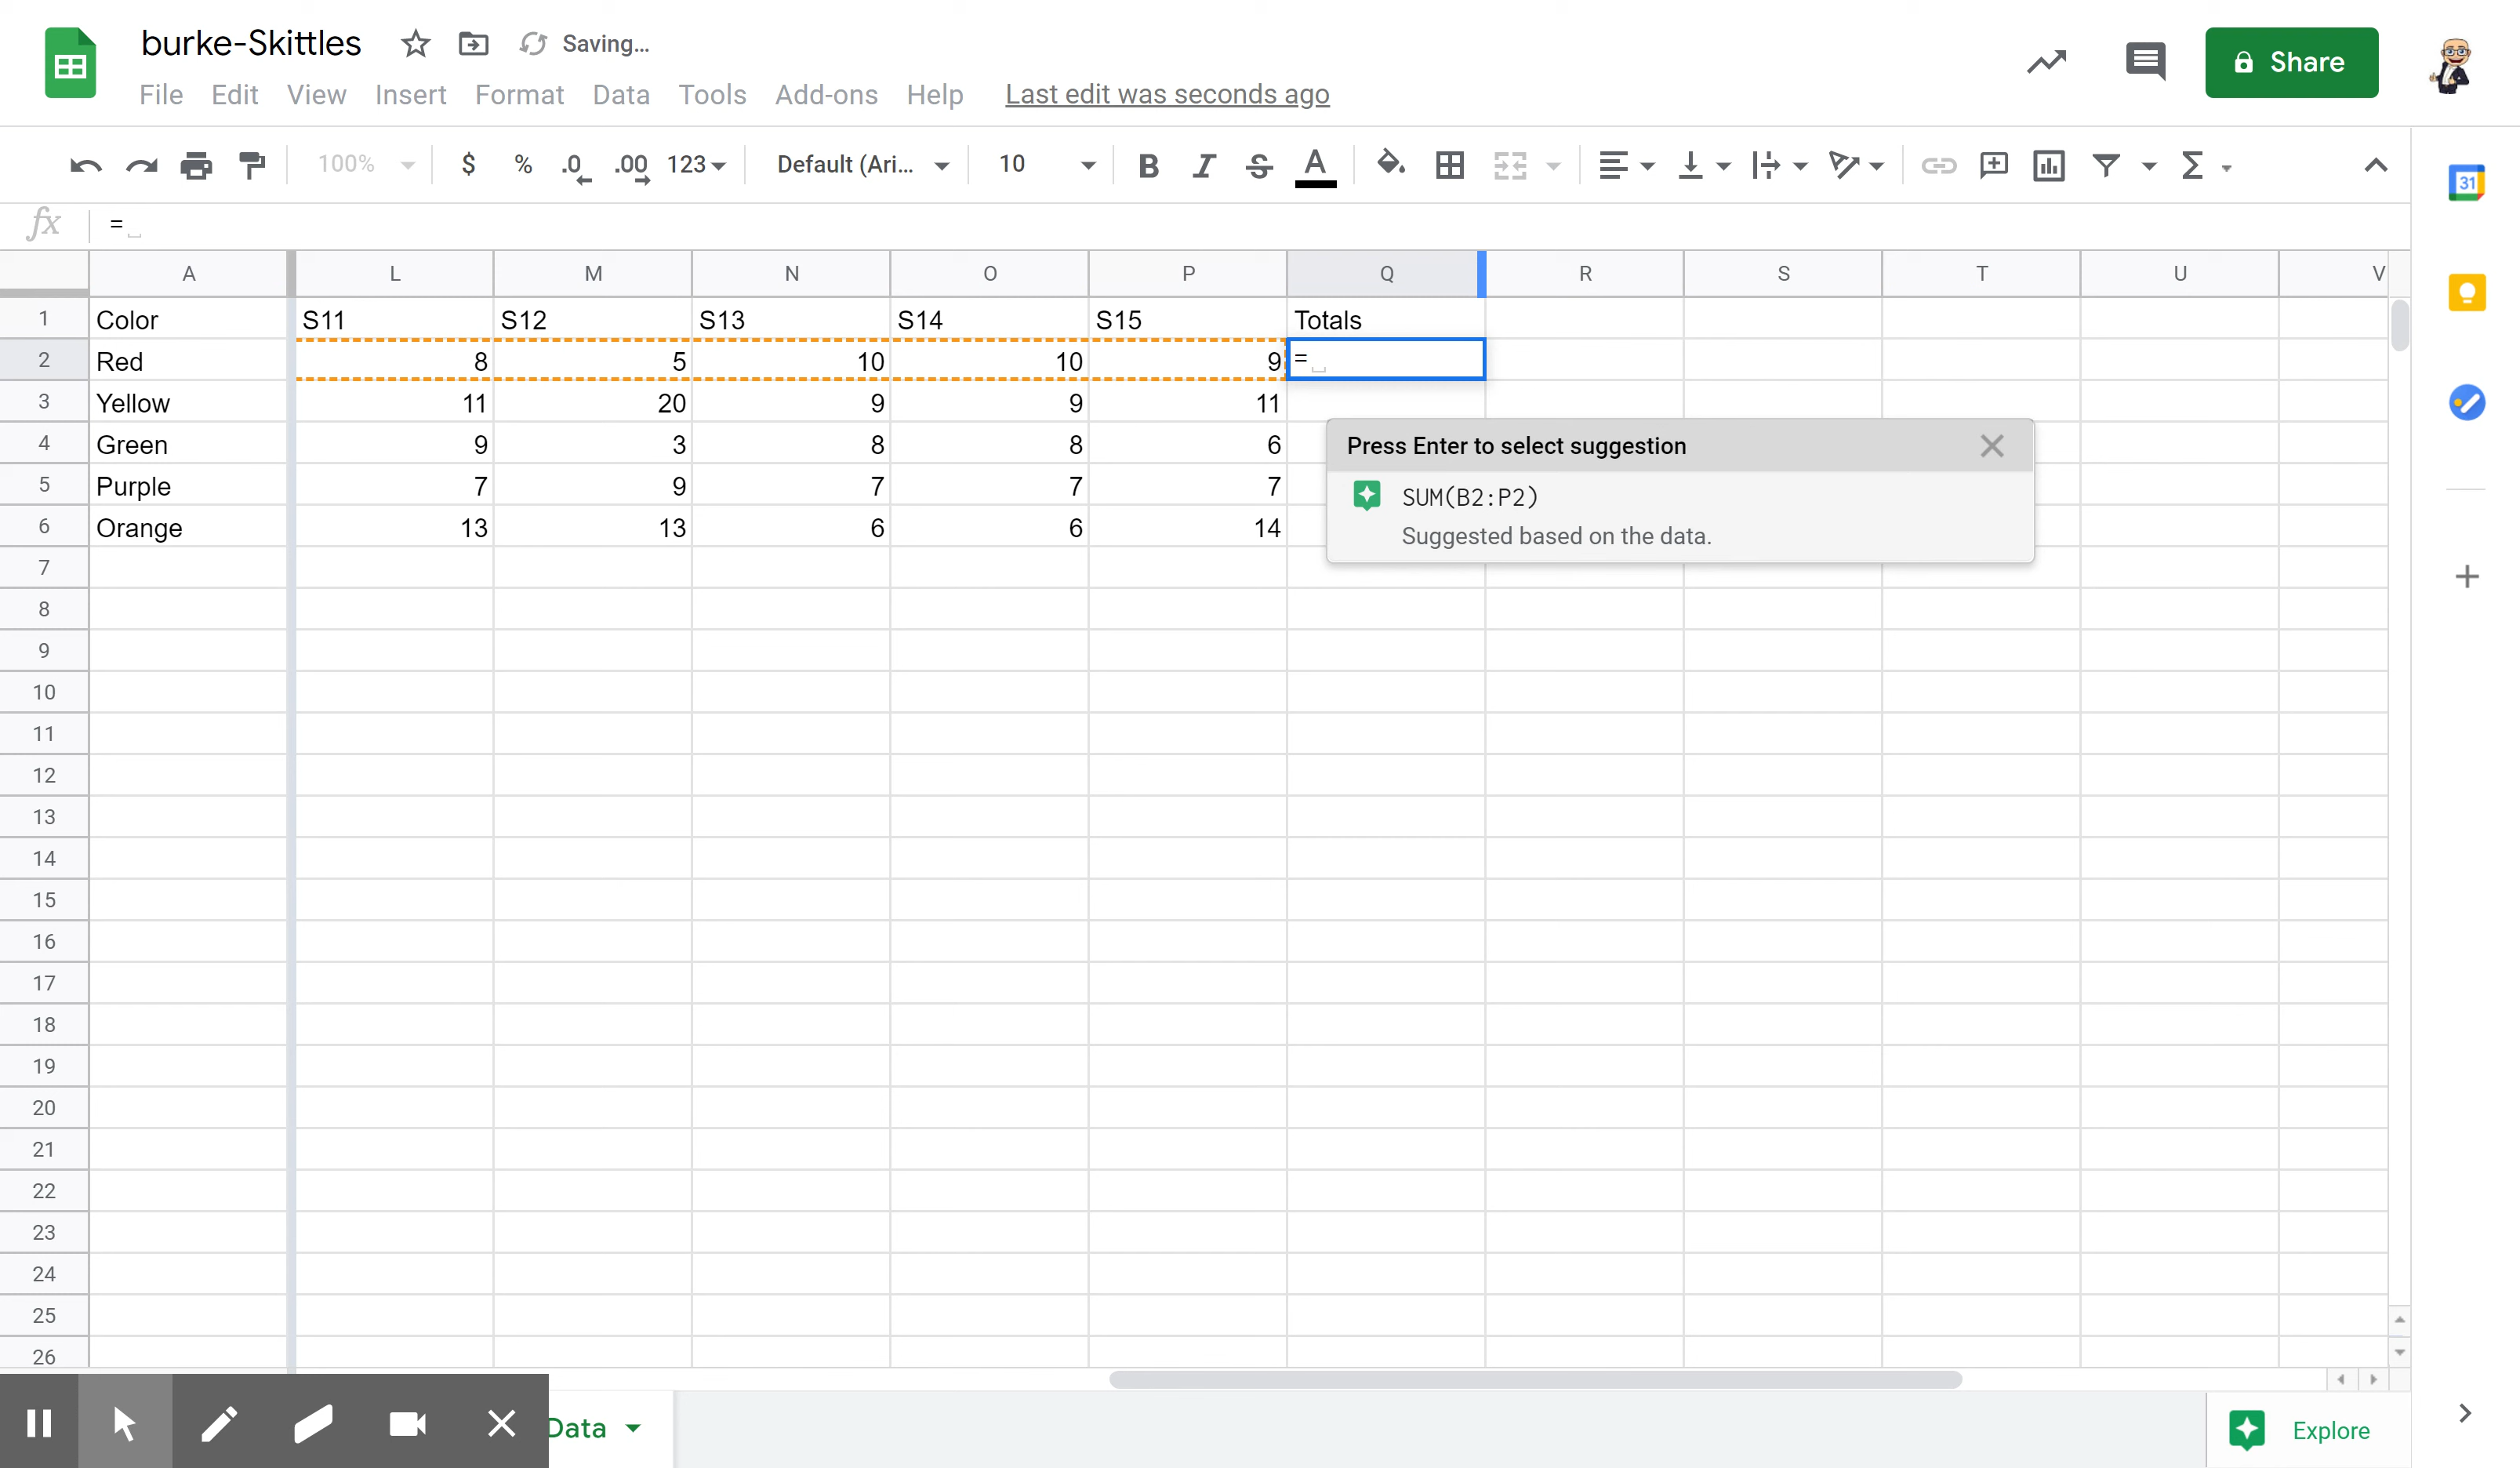 burke-Skittles Saving...
File Edit View Insert Format Data Tools Add-ons Help Last edit was seconds ago
Share
100% $ % .0 .00 123 Default (Ari... 10 B I S A Σ
31
fx =
A L M N O P Q R S T U V
1 Color S11 S12 S13 S14 S15 Totals
2 Red 8 5 10 10 9 =
3 Yellow 11 20 9 9 11
4 Green 9 3 8 8 6
5 Purple 7 9 7 7 7
6 Orange 13 13 6 6 14
Press Enter to select suggestion
SUM(B2:P2)
Suggested based on the data.
7
8
9
10
11
12
13
14
15
16
17
18
19
20
21
22
23
24
25
26
Data
Explore